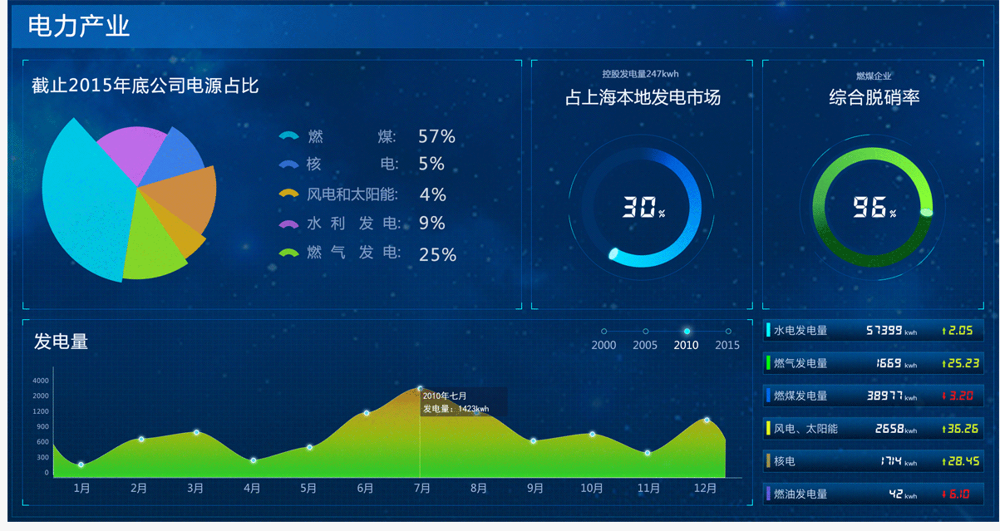 电力产业
截止2015年底公司电源占比
燃 煤: 57%
核 电: 5%
风电和太阳能: 4%
水 利 发 电: 9%
燃 气 发 电: 25%
控股发电量247kwh
占上海本地发电市场
30%
燃煤企业
综合脱硝率
96%
发电量
2000 2005 2010 2015
4000
2000
1200
900
600
300
0
2010年七月
发电量: 1423kwh
1月 2月 3月 4月 5月 6月 7月 8月 9月 10月 11月 12月
水电发电量 57399 kwh ↑2.05
燃气发电量 1669 kwh ↑25.23
燃煤发电量 38977 kwh ↓3.20
风电、太阳能 2658 kwh ↑36.26
核电 1714 kwh ↑28.45
燃油发电量 42 kwh ↓6.10